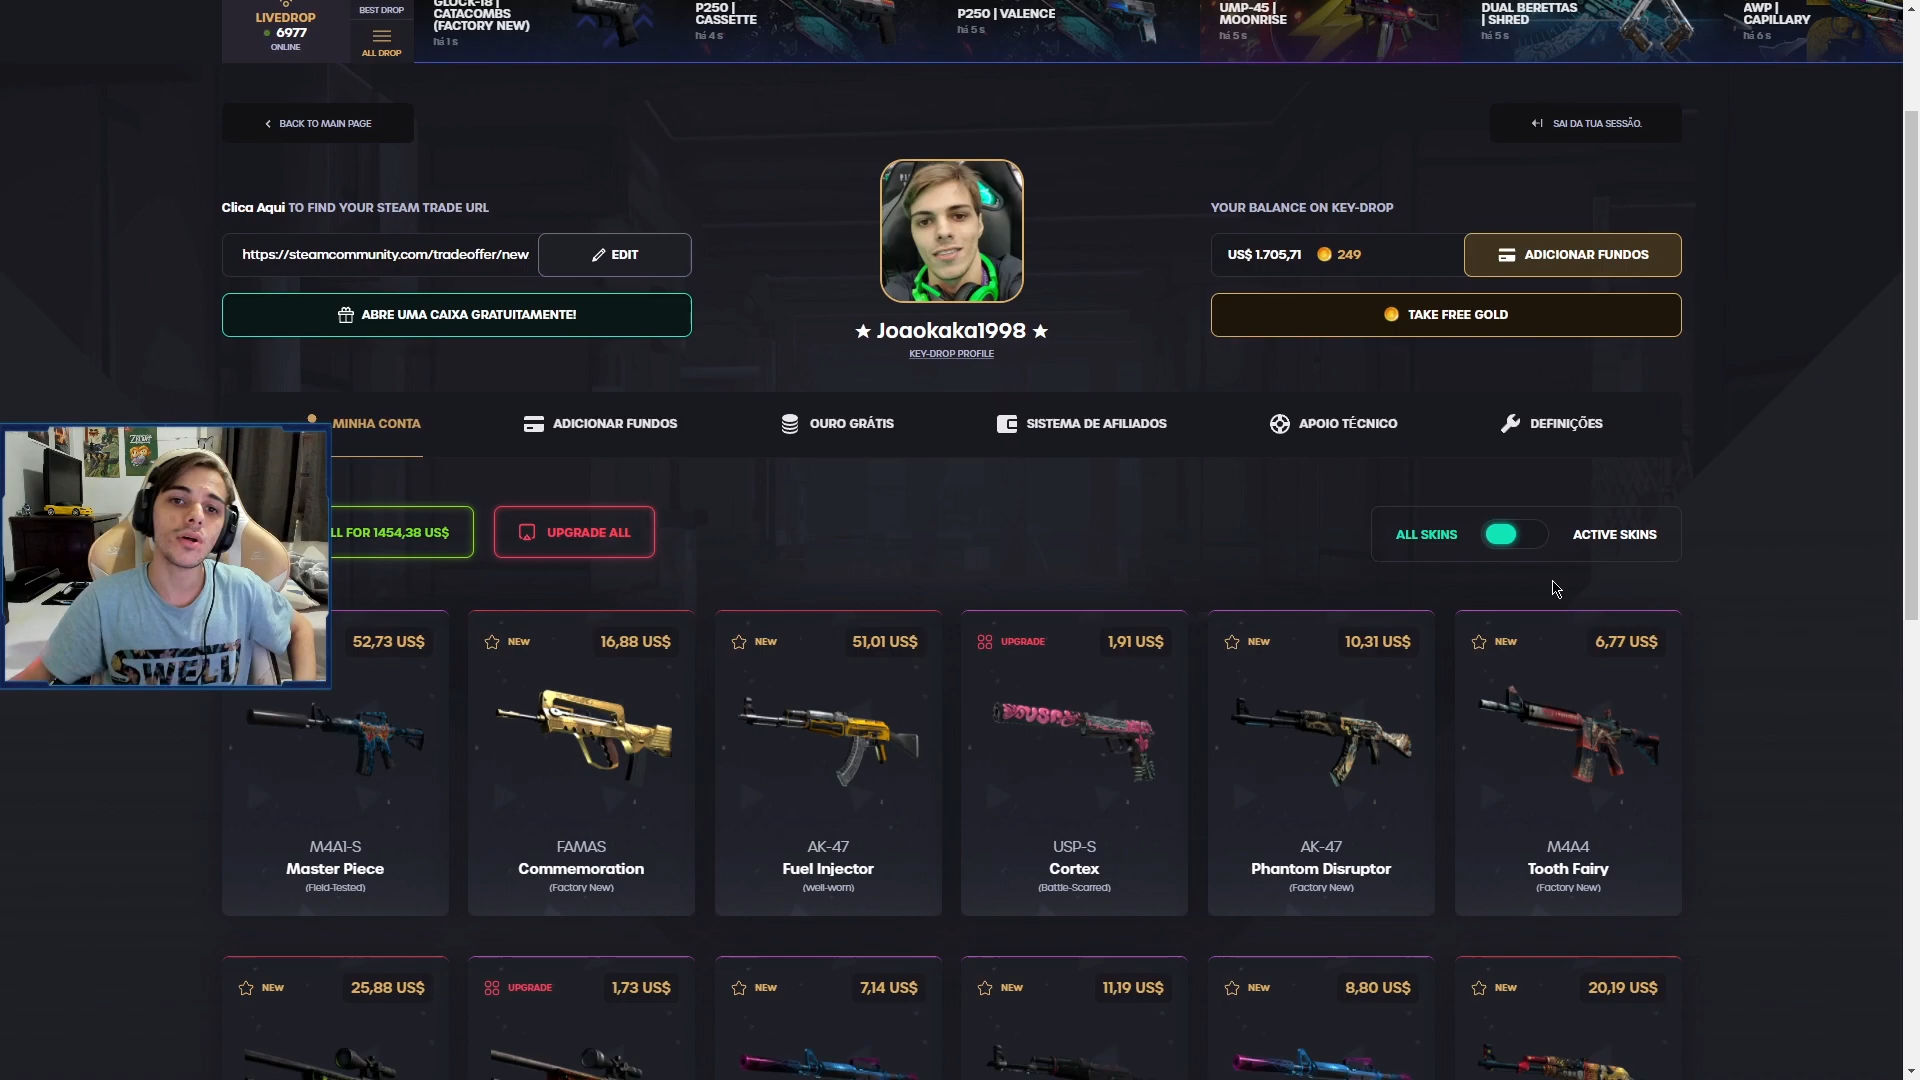 LIVEDROP
6977
ONLINE
BEST DROP
ALL DROP
GLOCK-18 |
CATACOMBS
(FACTORY NEW)
há 1 s
P250 |
CASSETTE
há 4 s
P250 | VALENCE
há 5 s
UMP-45 |
MOONRISE
há 5 s
DUAL BERETTAS
| SHRED
há 5 s
AWP |
CAPILLARY
há 6 s
BACK TO MAIN PAGE
SAI DA TUA SESSÃO.
Clica Aqui TO FIND YOUR STEAM TRADE URL
https://steamcommunity.com/tradeoffer/new
EDIT
ABRE UMA CAIXA GRATUITAMENTE!
★ Joaokaka1998 ★
KEY-DROP PROFILE
YOUR BALANCE ON KEY-DROP
US$ 1.705,71 249
ADICIONAR FUNDOS
TAKE FREE GOLD
MINHA CONTA
ADICIONAR FUNDOS
OURO GRÁTIS
SISTEMA DE AFILIADOS
APOIO TÉCNICO
DEFINIÇÕES
LL FOR 1454,38 US$
UPGRADE ALL
ALL SKINS
ACTIVE SKINS
52,73 US$
M4A1-S
Master Piece
(Field-Tested)
NEW 16,88 US$
FAMAS
Commemoration
(Factory New)
NEW 51,01 US$
AK-47
Fuel Injector
(Well-worn)
UPGRADE 1,91 US$
USP-S
Cortex
(Battle-Scarred)
NEW 10,31 US$
AK-47
Phantom Disruptor
(Factory New)
NEW 6,77 US$
M4A4
Tooth Fairy
(Factory New)
NEW 25,88 US$
UPGRADE 1,73 US$
NEW 7,14 US$
NEW 11,19 US$
NEW 8,80 US$
NEW 20,19 US$